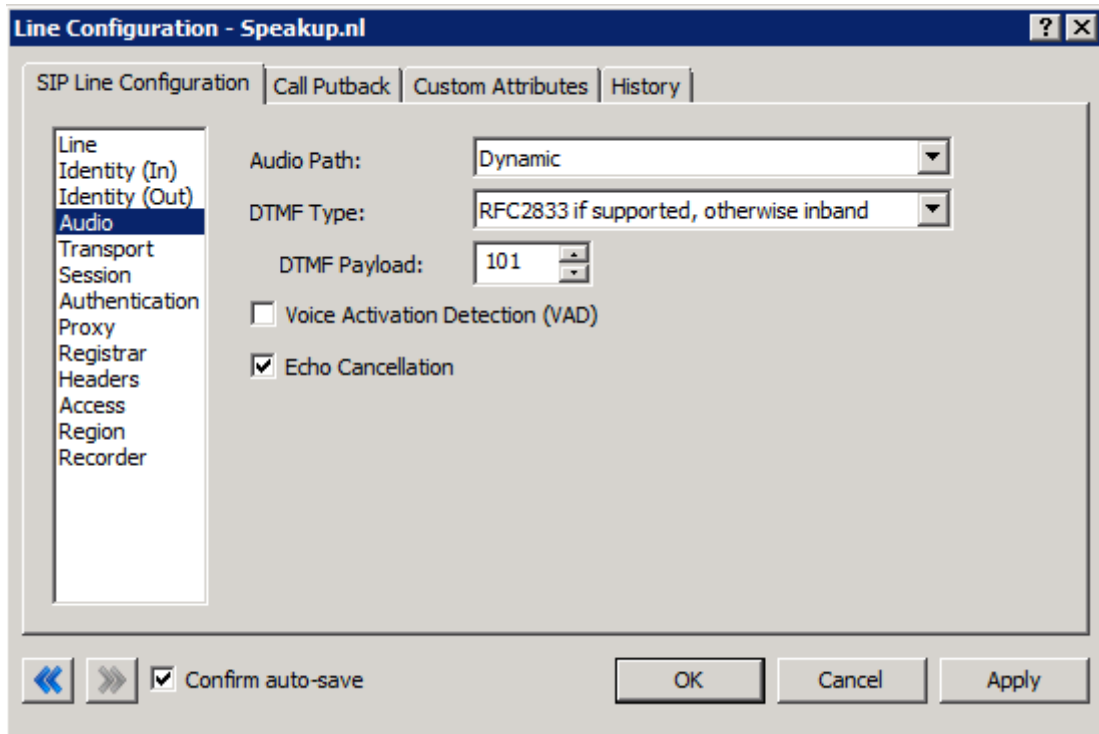 Line Configuration - Speakup.nl
SIP Line Configuration
Call Putback
Custom Attributes
History
Line
Identity (In)
Identity (Out)
Audio
Transport
Session
Authentication
Proxy
Registrar
Headers
Access
Region
Recorder
Audio Path:
Dynamic
DTMF Type:
RFC2833 if supported, otherwise inband
DTMF Payload:
101
Voice Activation Detection (VAD)
Echo Cancellation
Confirm auto-save
OK
Cancel
Apply